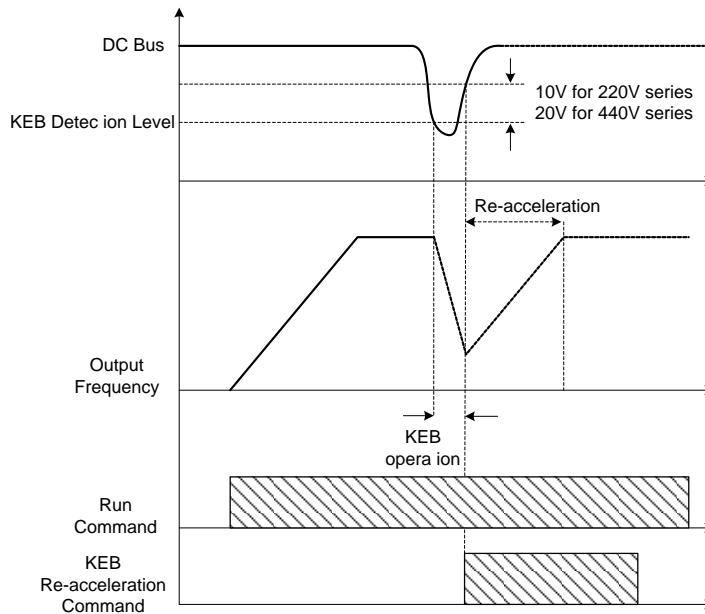 DC Bus
10V for 220V series
20V for 440V series
KEB Detec ion Level
Re-acceleration
Output
Frequency
KEB
opera ion
Run
Command
KEB
Re-acceleration
Command